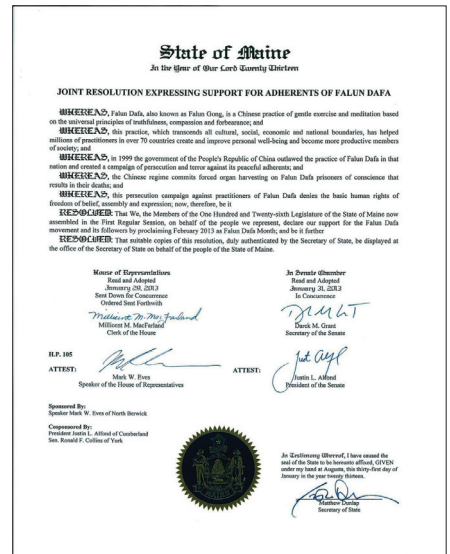 State of Maine
In the Year of Our Lord Twenty Thirteen
JOINT RESOLUTION EXPRESSING SUPPORT FOR ADHERENTS OF FALUN DAFA
WHEREAS, Falun Dafa, also known as Falun Gong, is a Chinese practice of gentle exercise and meditation based
on the universal principles of truthfulness, compassion and forbearance; and
WHEREAS, this practice, which transcends all cultural, social, economic and national boundaries, has helped
millions of practitioners in over 70 countries create and improve personal well-being and become more productive members
of society; and
WHEREAS, in 1999 the government of the People's Republic of China outlawed the practice of Falun Dafa in that
nation and created a campaign of persecution and terror against its peaceful adherents; and
WHEREAS, the Chinese regime commits forced organ harvesting on Falun Dafa prisoners of conscience that
results in their deaths; and
WHEREAS, this persecution campaign against practitioners of Falun Dafa denies the basic human rights of
freedom of belief, assembly and expression; now, therefore, be it
RESOLVED: That We, the Members of the One Hundred and Twenty-sixth Legislature of the State of Maine now
assembled in the First Regular Session, on behalf of the people we represent, declare our support for the Falun Dafa
movement and its followers by proclaiming February 2013 as Falun Dafa Month; and be it further
RESOLVED: That suitable copies of this resolution, duly authenticated by the Secretary of State, be displayed at
the office of the Secretary of State on behalf of the people of the State of Maine.
House of Representatives
Read and Adopted
January 29, 2013
Sent Down for Concurrence
Ordered Sent Forthwith
Millicent M. MacFarland
Millicent M. MacFarland
Clerk of the House
In Senate Chamber
Read and Adopted
January 31, 2013
In Concurrence
Darek M. Grant
Secretary of the Senate
H.P. 105
ATTEST:
Mark W. Eves
Speaker of the House of Representatives
ATTEST:
Justin L. Alfond
President of the Senate
Sponsored By:
Speaker Mark W. Eves of North Berwick
Cosponsored By:
President Justin L. Alfond of Cumberland
Sen. Ronald F. Collins of York
In Testimony Whereof, I have caused the
seal of the State to be hereunto affixed, GIVEN
under my hand at Augusta, this thirty-first day of
January in the year twenty thirteen.
Matthew Dunlap
Secretary of State